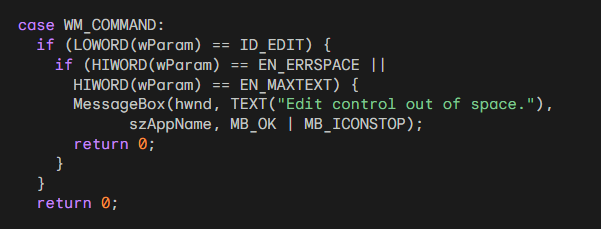 case WM_COMMAND:
  if (LOWORD(wParam) == ID_EDIT) {
    if (HIWORD(wParam) == EN_ERRSPACE ||
      HIWORD(wParam) == EN_MAXTEXT) {
      MessageBox(hwnd, TEXT("Edit control out of space."),
            szAppName, MB_OK | MB_ICONSTOP);
      return 0;
    }
  }
  return 0;